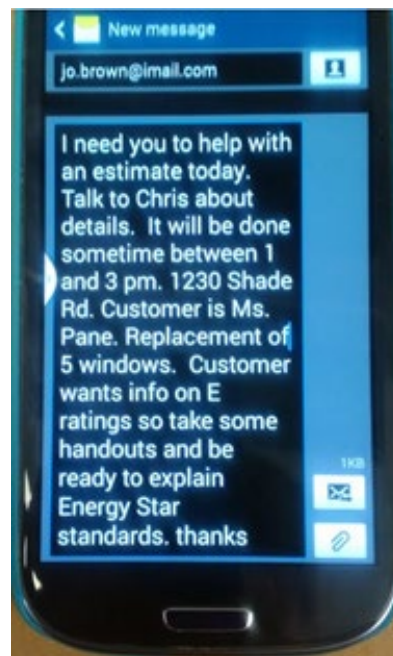 New message
jo.brown@imail.com
I need you to help with
an estimate today.
Talk to Chris about
details.  It will be done
sometime between 1
and 3 pm. 1230 Shade
Rd. Customer is Ms.
Pane. Replacement of
5 windows.  Customer
wants info on E
ratings so take some
handouts and be
ready to explain
Energy Star
standards. thanks
1KB